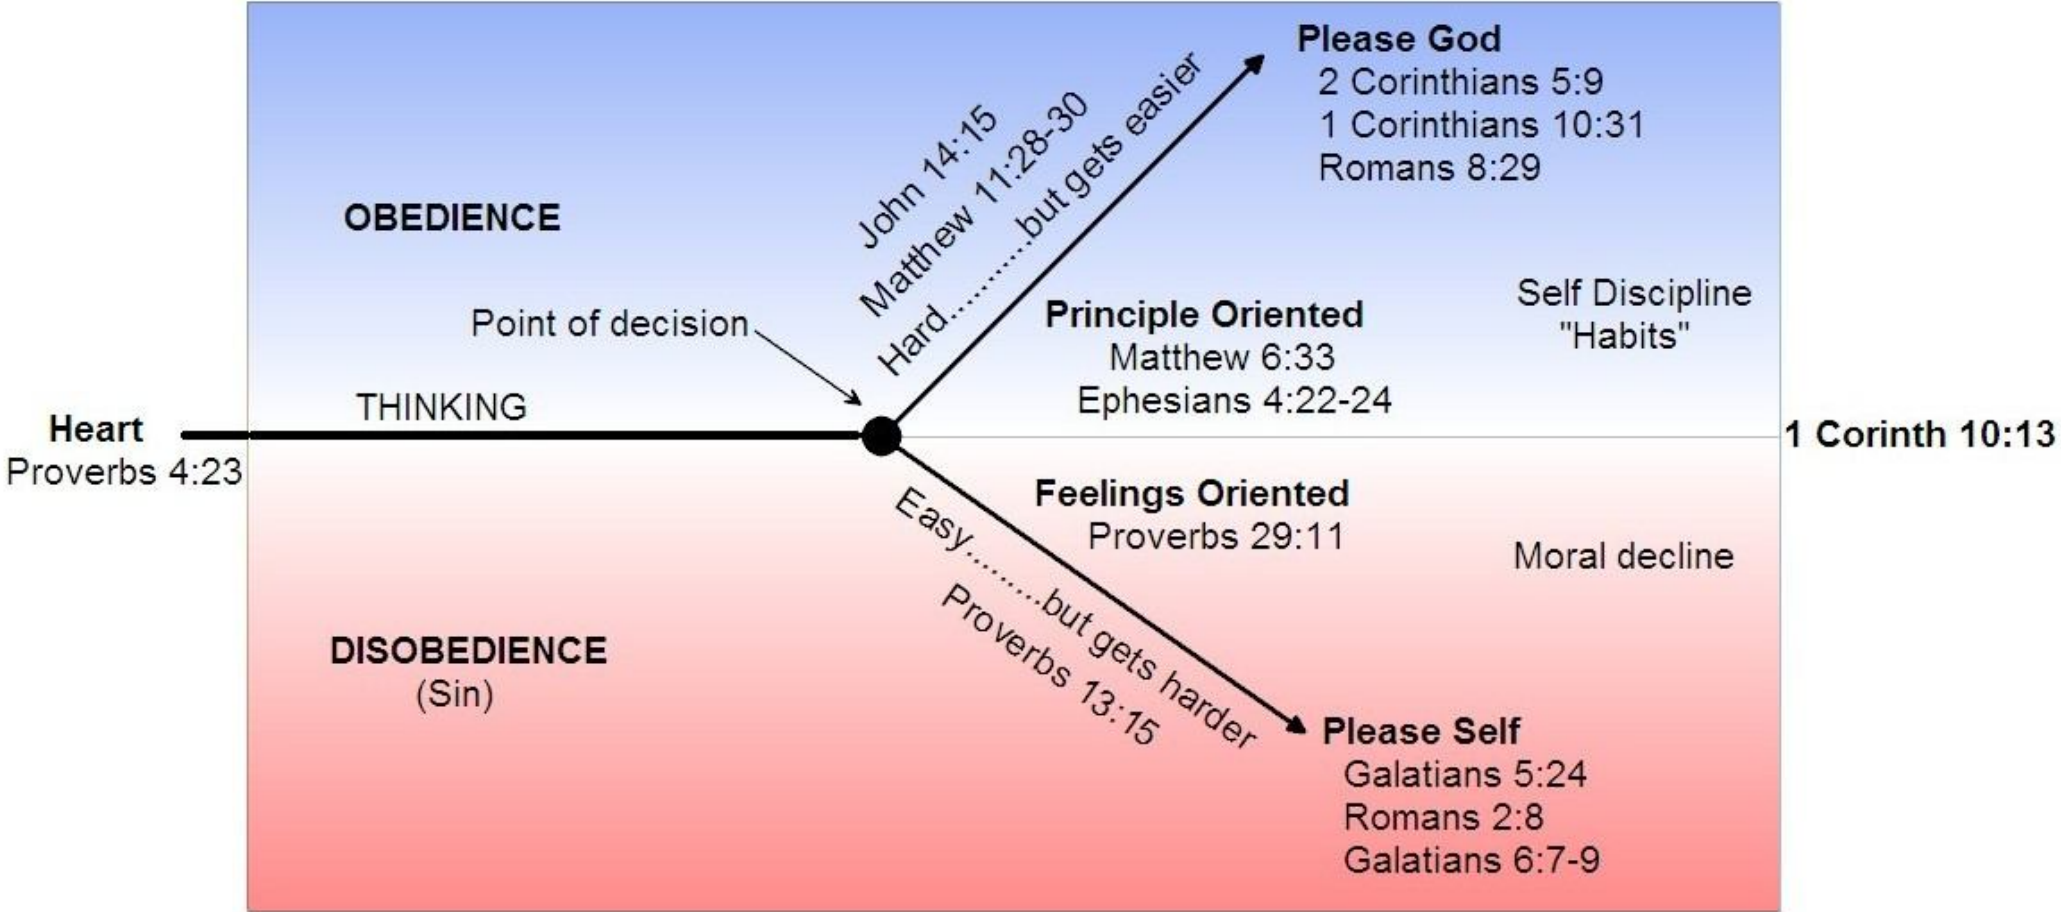 Please God
2 Corinthians 5:9
1 Corinthians 10:31
Romans 8:29
John 14:15
Matthew 11:28-30
Hard..........but gets easier
OBEDIENCE
Point of decision
Principle Oriented
Matthew 6:33
Ephesians 4:22-24
Self Discipline
"Habits"
THINKING
Heart
Proverbs 4:23
1 Corinth 10:13
Feelings Oriented
Proverbs 29:11
Easy.........but gets harder
Proverbs 13:15
Moral decline
DISOBEDIENCE
(Sin)
Please Self
Galatians 5:24
Romans 2:8
Galatians 6:7-9